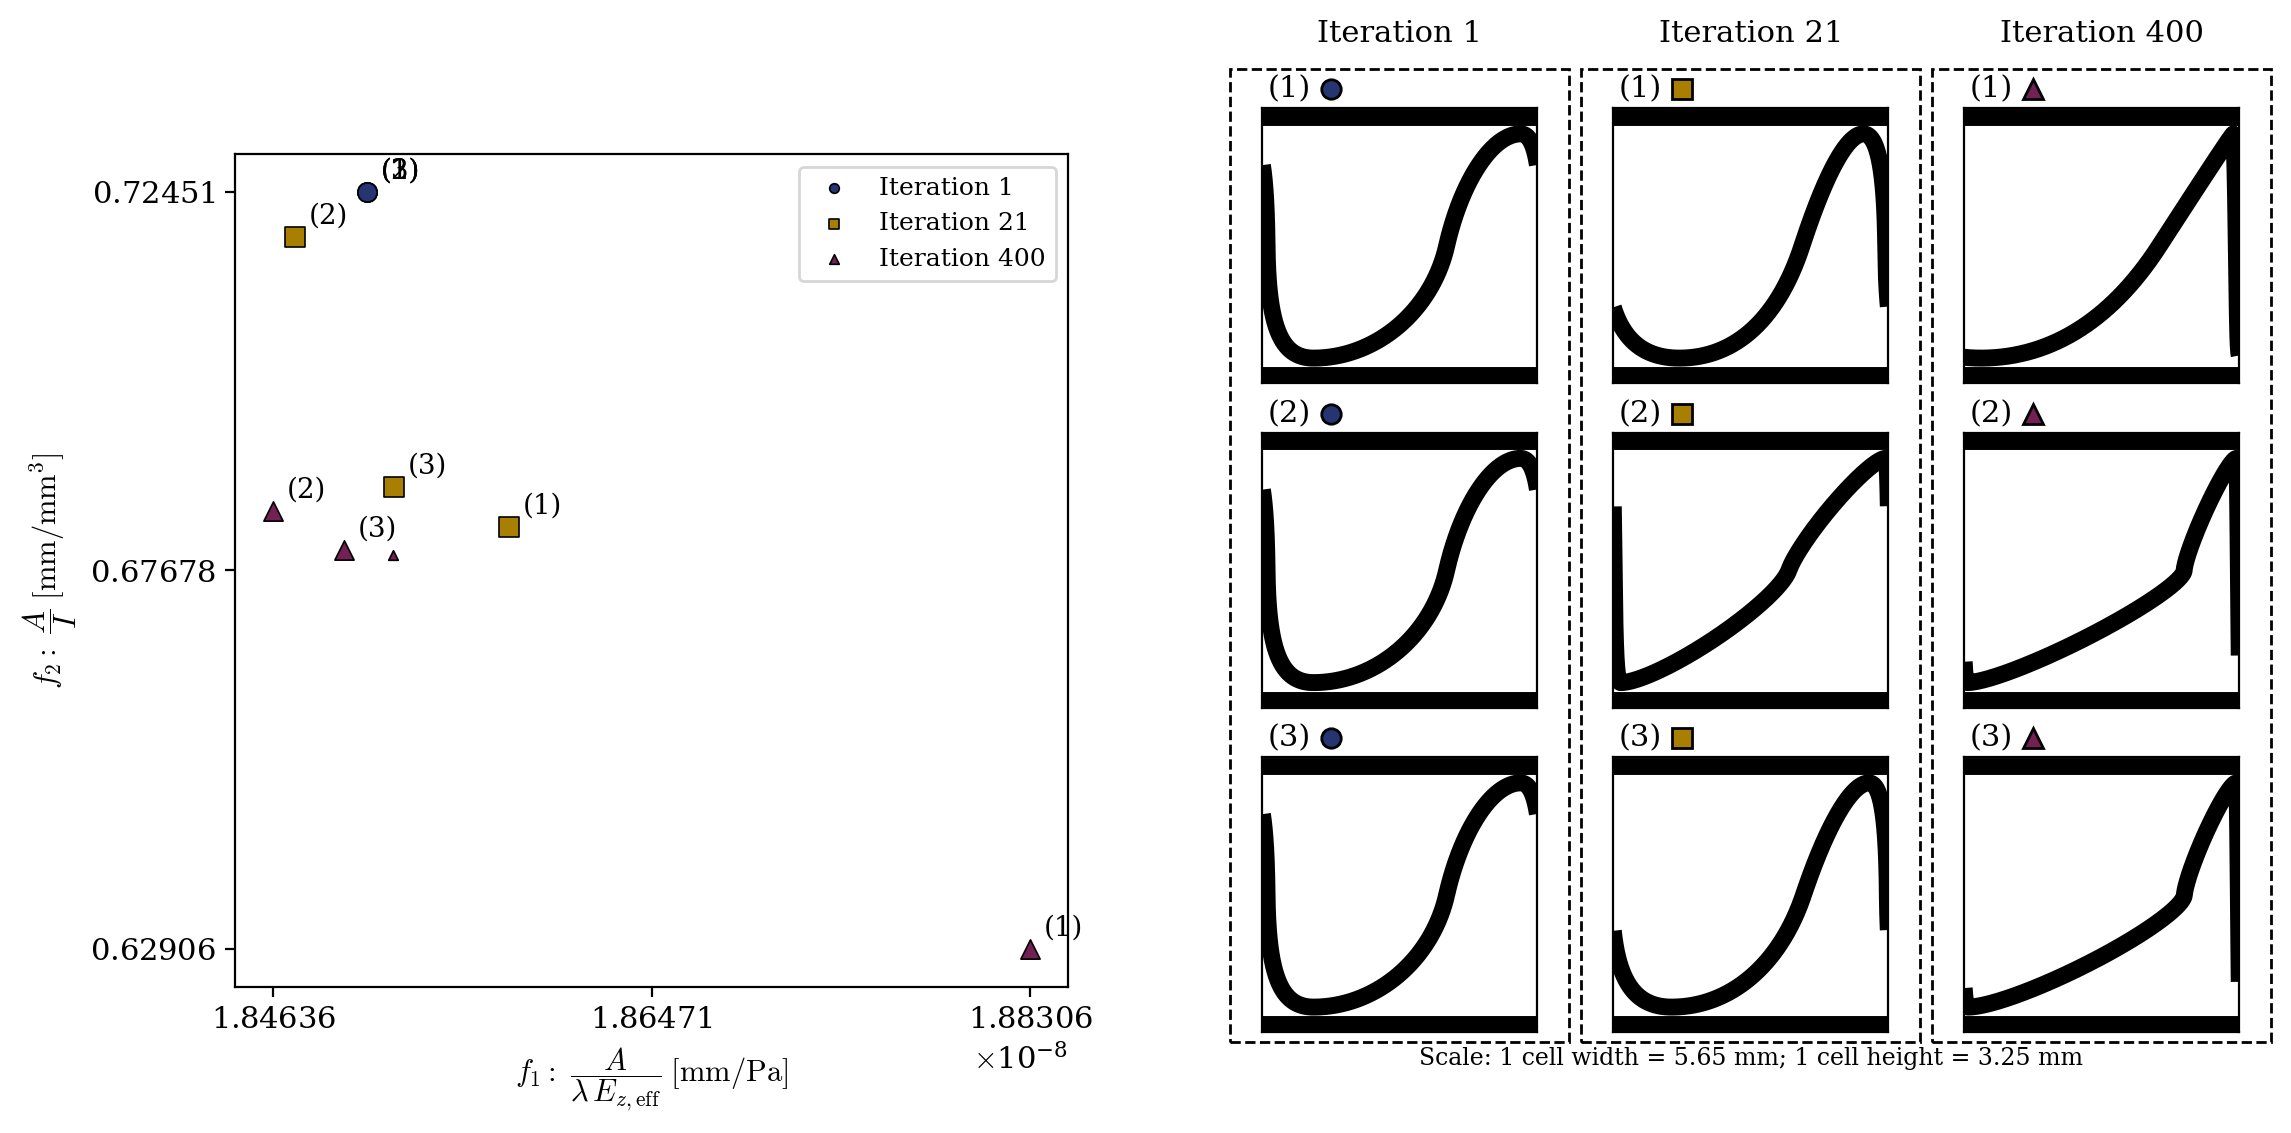 Iteration 1
Iteration 21
Iteration 400
(1)
(1)
(1)
(2)
(2)
(2)
(3)
(3)
(3)
Scale: 1 cell width = 5.65 mm; 1 cell height = 3.25 mm
Iteration 1
Iteration 21
Iteration 400
(2)
(3)
(1)
(2)
(3)
(1)
0.72451
0.67678
0.62906
f₂ : A/I [mm/mm³]
1.84636
1.86471
1.88306
×10⁻⁸
f₁ : A/(λ E_z,eff) [mm/Pa]